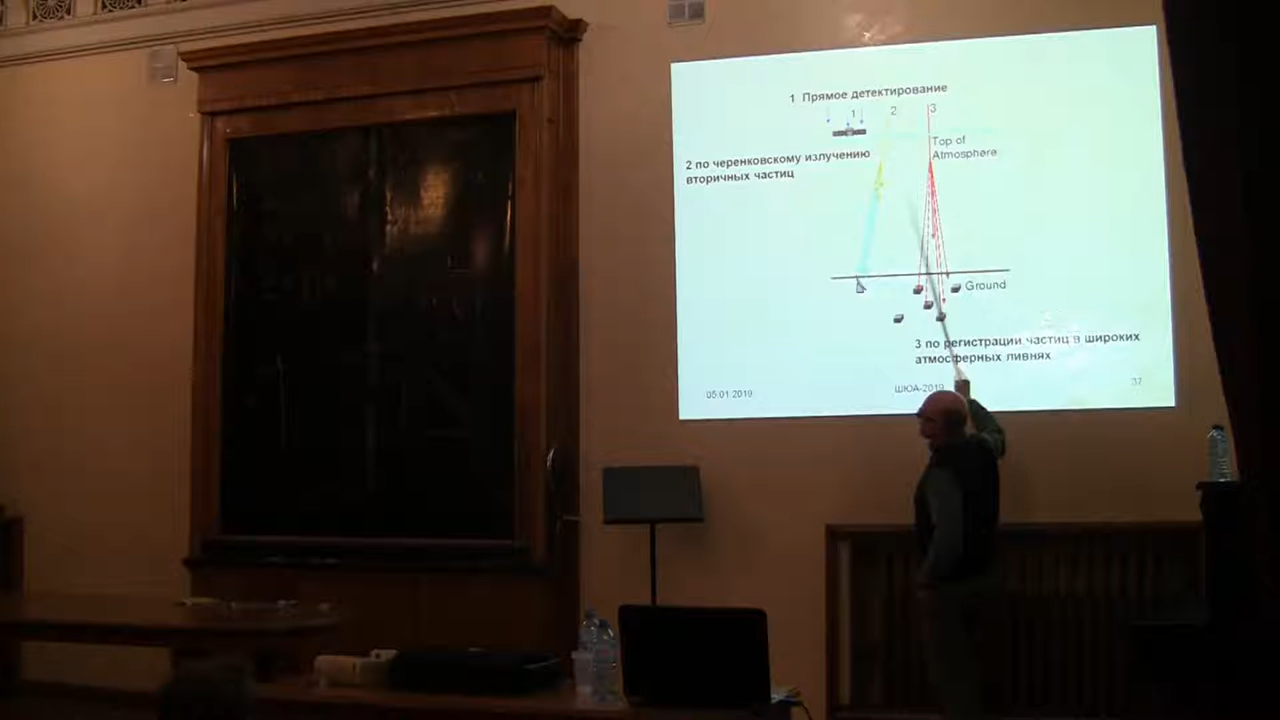 1 Прямое детектирование
1 2 3
Top of
Atmosphere
2 по черенковскому излучению
вторичных частиц
Ground
3 по регистрации частиц в широких
атмосферных ливнях
05.01.2019
ШЮА-2019
37